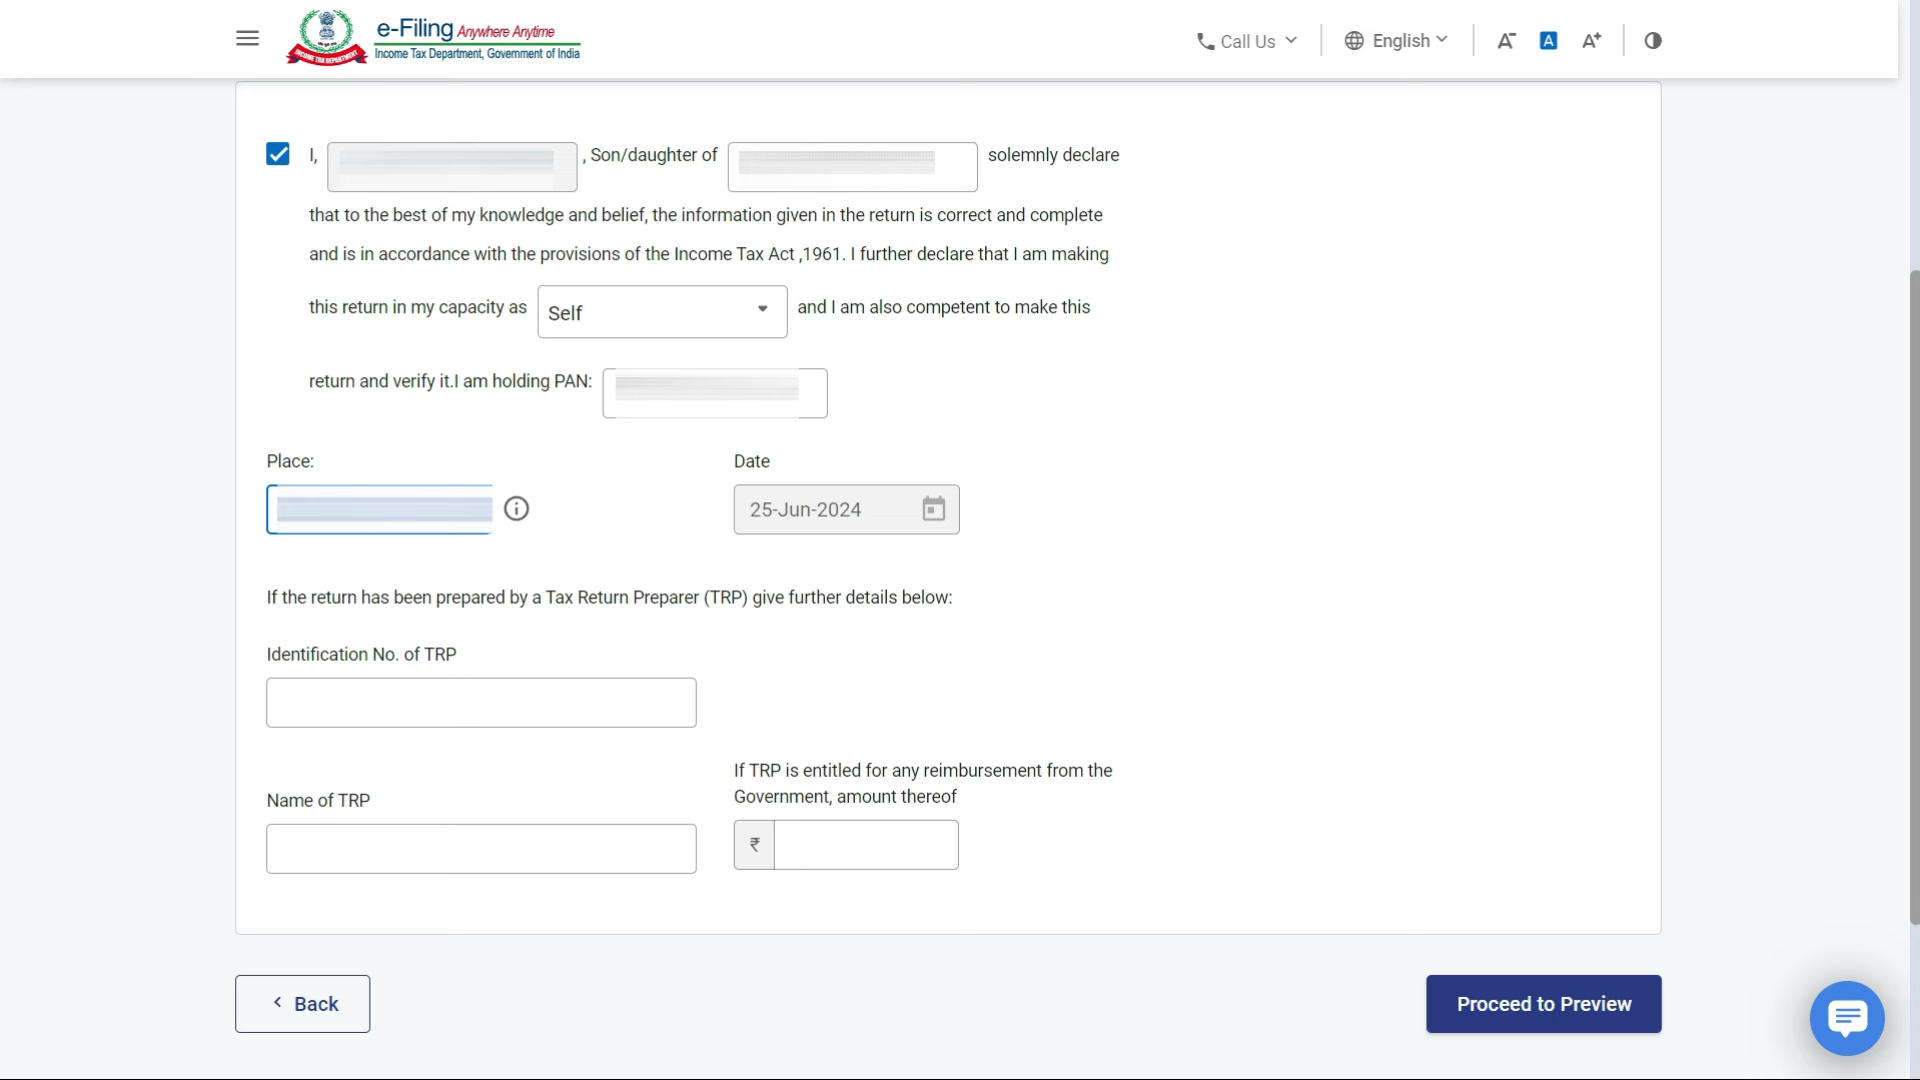 e-Filing Anywhere Anytime
Income Tax Department, Government of India
INCOME TAX DEPARTMENT
Call Us
English
A-
A
A+
I, , Son/daughter of solemnly declare
that to the best of my knowledge and belief, the information given in the return is correct and complete
and is in accordance with the provisions of the Income Tax Act ,1961. I further declare that I am making
this return in my capacity as Self and I am also competent to make this
return and verify it.I am holding PAN:
Place: Date
25-Jun-2024
If the return has been prepared by a Tax Return Preparer (TRP) give further details below:
Identification No. of TRP
If TRP is entitled for any reimbursement from the
Government, amount thereof
Name of TRP
₹
Back
Proceed to Preview